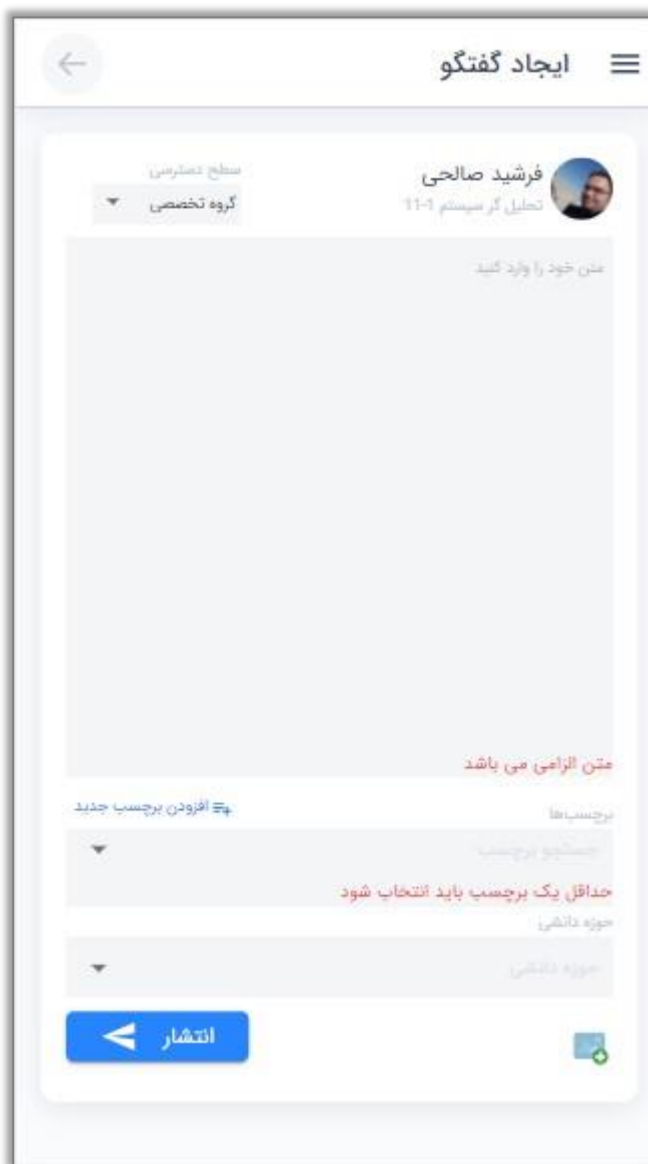 ایجاد گفتگو
فرشید صالحی
تحلیل گر سیستم 1-11
سطح دسترسی
گروه تخصصی
متن خود را وارد کنید
متن الزامی می باشد
برچسب‌ها
افزودن برچسب جدید
جستجو برچسب
حداقل یک برچسب باید انتخاب شود
حوزه دانشی
حوزه دانشی
انتشار